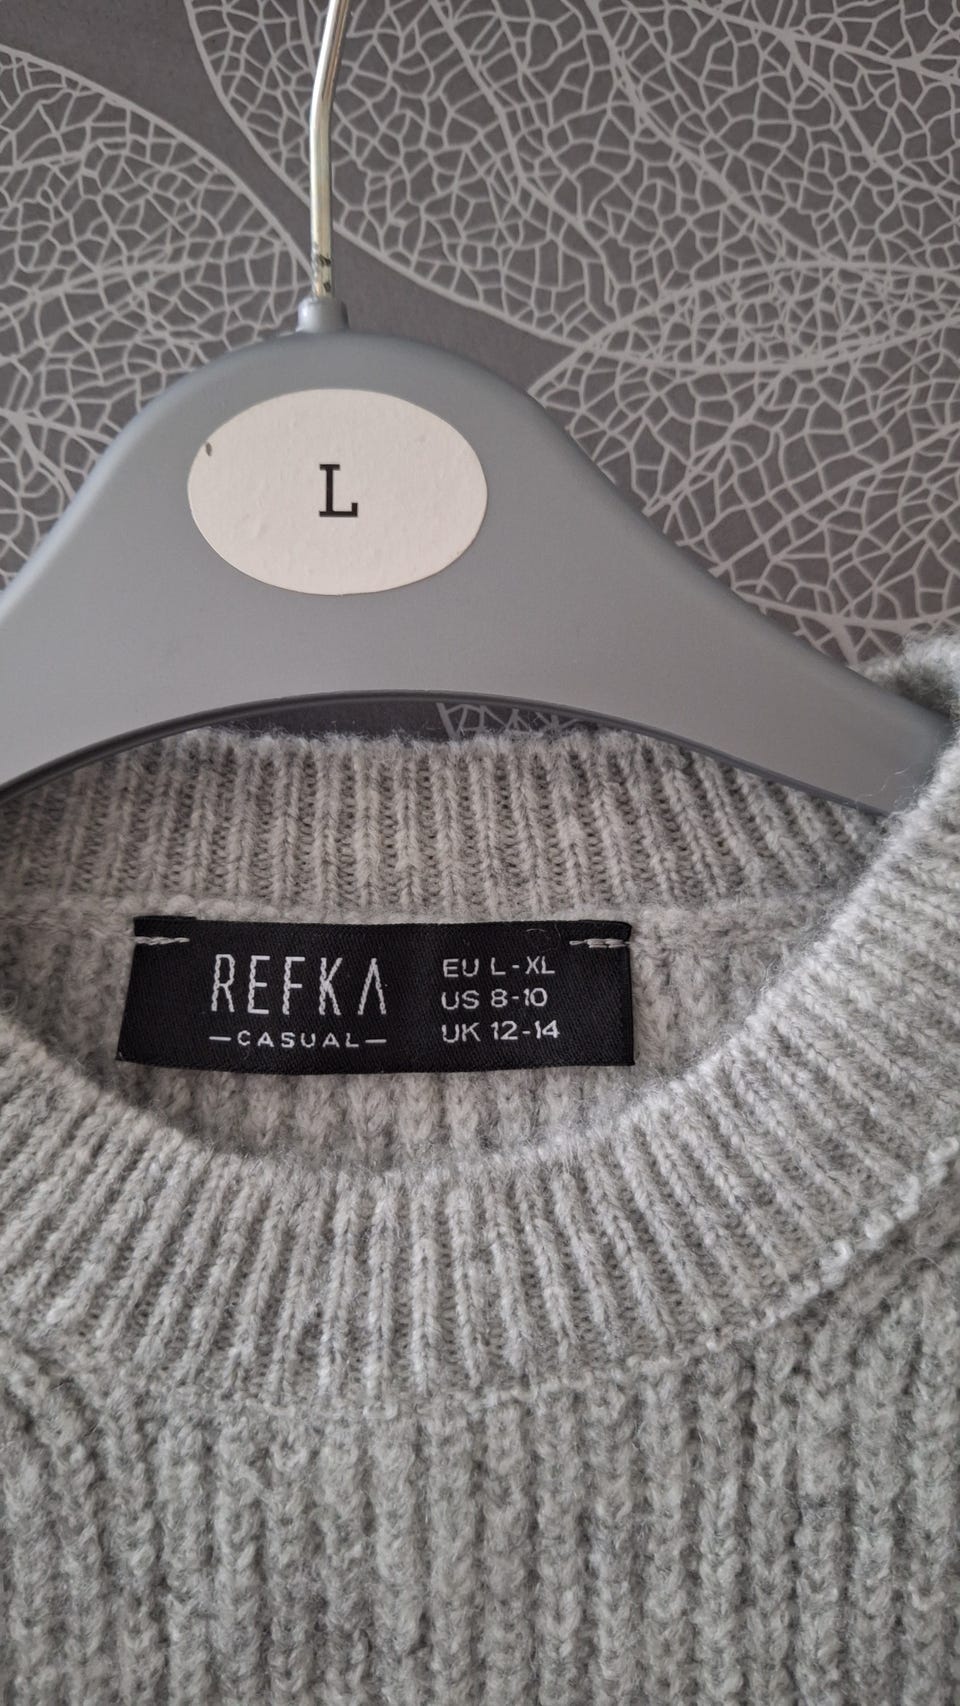 L
REFKA
—CASUAL—
EU L-XL
US 8-10
UK 12-14